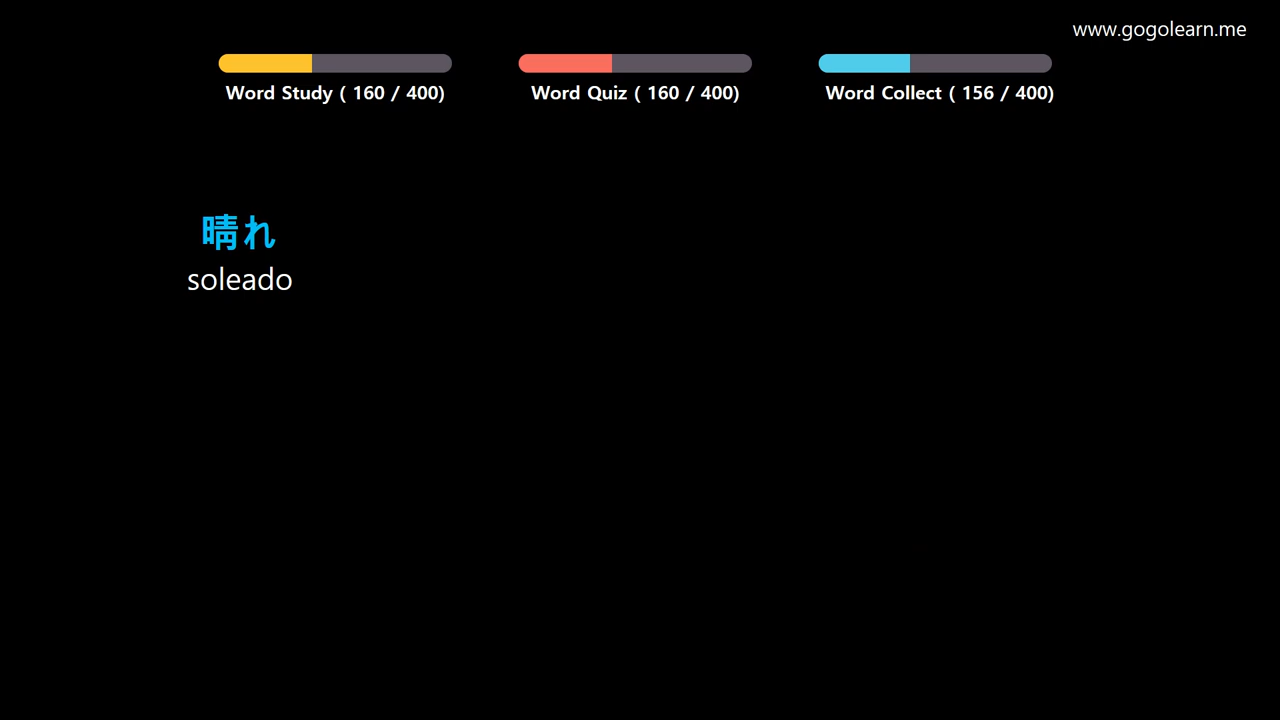 www.gogolearn.me
Word Study ( 160 / 400)
Word Quiz ( 160 / 400)
Word Collect ( 156 / 400)
晴れ
soleado